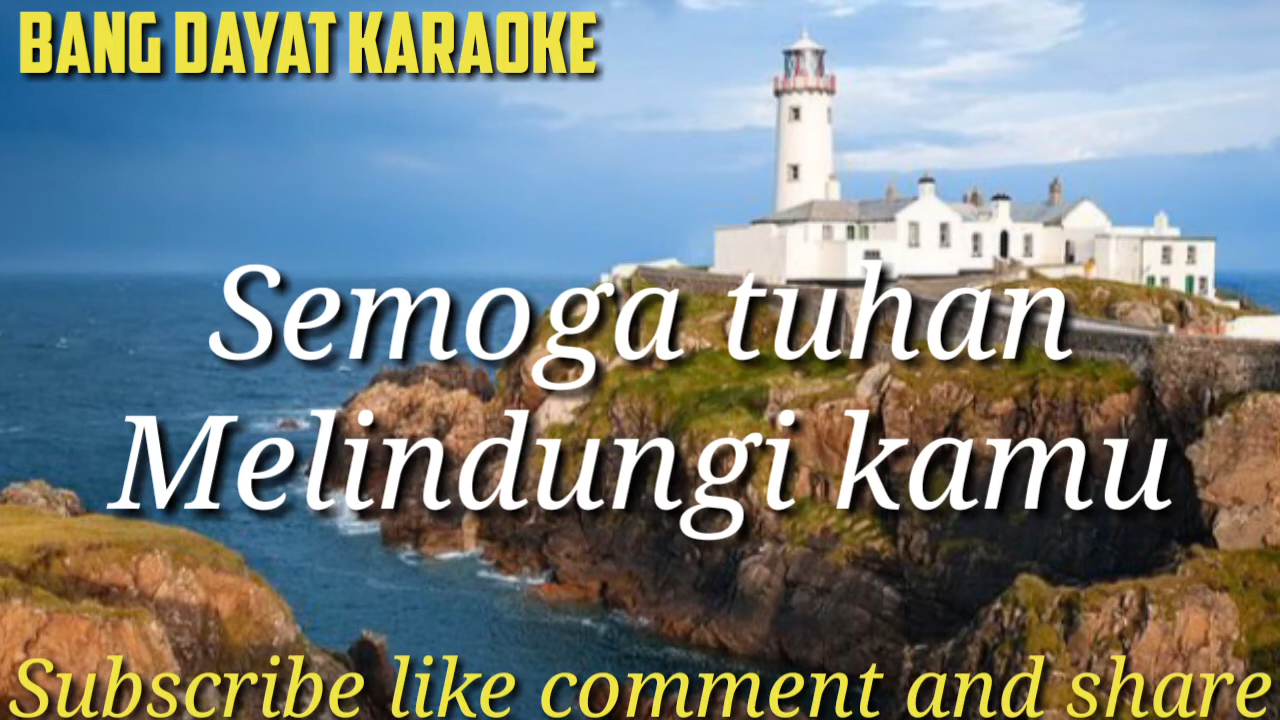 BANG DAYAT KARAOKE
Semoga tuhan
Melindungi kamu
Subscribe like comment and share